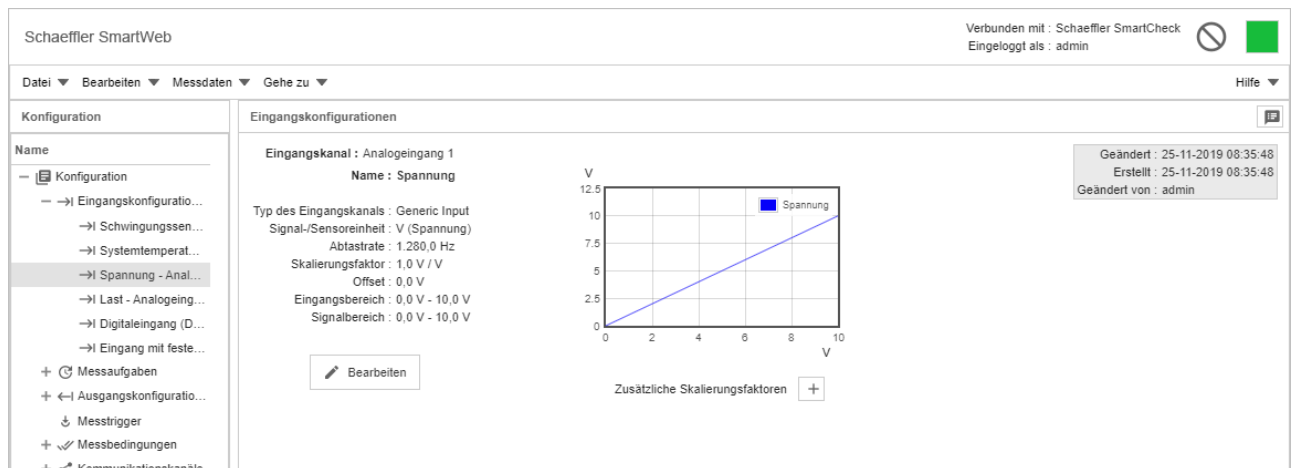 Schaeffler SmartWeb
Verbunden mit : Schaeffler SmartCheck
Eingeloggt als : admin
Datei Bearbeiten Messdaten Gehe zu Hilfe
Konfiguration
Name
Konfiguration
Eingangskonfiguratio...
Schwingungssen...
Systemtemperat...
Spannung - Anal...
Last - Analogeing...
Digitaleingang (D...
Eingang mit feste...
Messaufgaben
Ausgangskonfiguratio...
Messtrigger
Messbedingungen
Kommunikationskanäle
Eingangskonfigurationen
Eingangskanal : Analogeingang 1
Name : Spannung
Typ des Eingangskanals : Generic Input
Signal-/Sensoreinheit : V (Spannung)
Abtastrate : 1.280,0 Hz
Skalierungsfaktor : 1,0 V / V
Offset : 0,0 V
Eingangsbereich : 0,0 V - 10,0 V
Signalbereich : 0,0 V - 10,0 V
Bearbeiten
V
12.5
10
7.5
5
2.5
0
Spannung
0 2 4 6 8 10
V
Zusätzliche Skalierungsfaktoren +
Geändert : 25-11-2019 08:35:48
Erstellt : 25-11-2019 08:35:48
Geändert von : admin